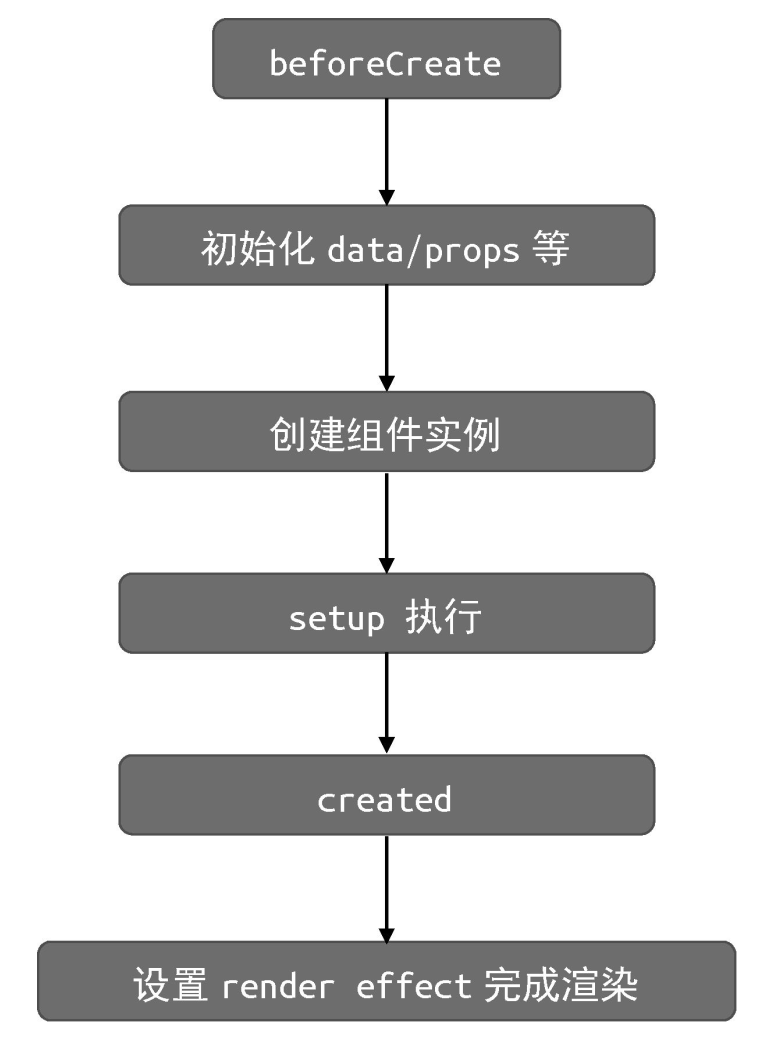 beforeCreate
初始化 data/props 等
创建组件实例
setup 执行
created
设置 render effect 完成渲染